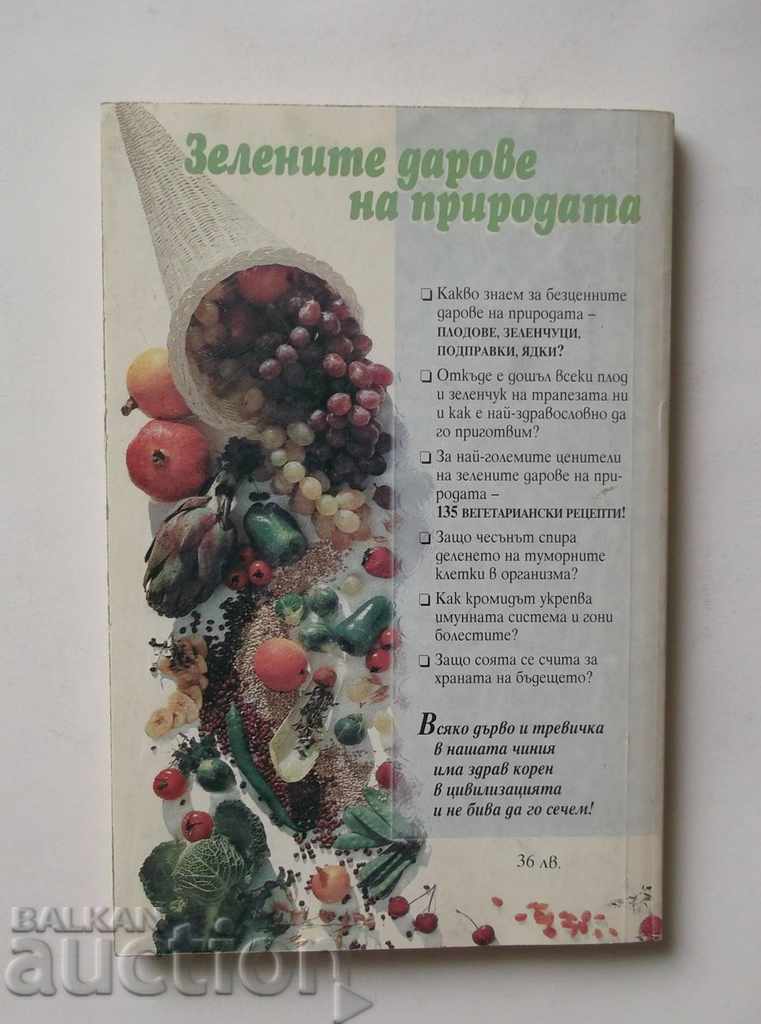 Зелените дарове
на природата
❏ Какво знаем за безценните
дарове на природата –
ПЛОДОВЕ, ЗЕЛЕНЧУЦИ,
ПОДПРАВКИ, ЯДКИ?
❏ Откъде е дошъл всеки плод
и зеленчук на трапезата ни
и как е най-здравословно да
го приготвим?
❏ За най-големите ценители
на зелените дарове на при-
родата –
135 ВЕГЕТАРИАНСКИ РЕЦЕПТИ!
❏ Защо чесънът спира
деленето на туморните
клетки в организма?
❏ Как кромидът укрепва
имунната система и гони
болестите?
❏ Защо соята се счита за
храната на бъдещето?
Всяко дърво и тревичка
в нашата чиния
има здрав корен
в цивилизацията
и не бива да го сечем!
36 лв.
BALKAN
auction